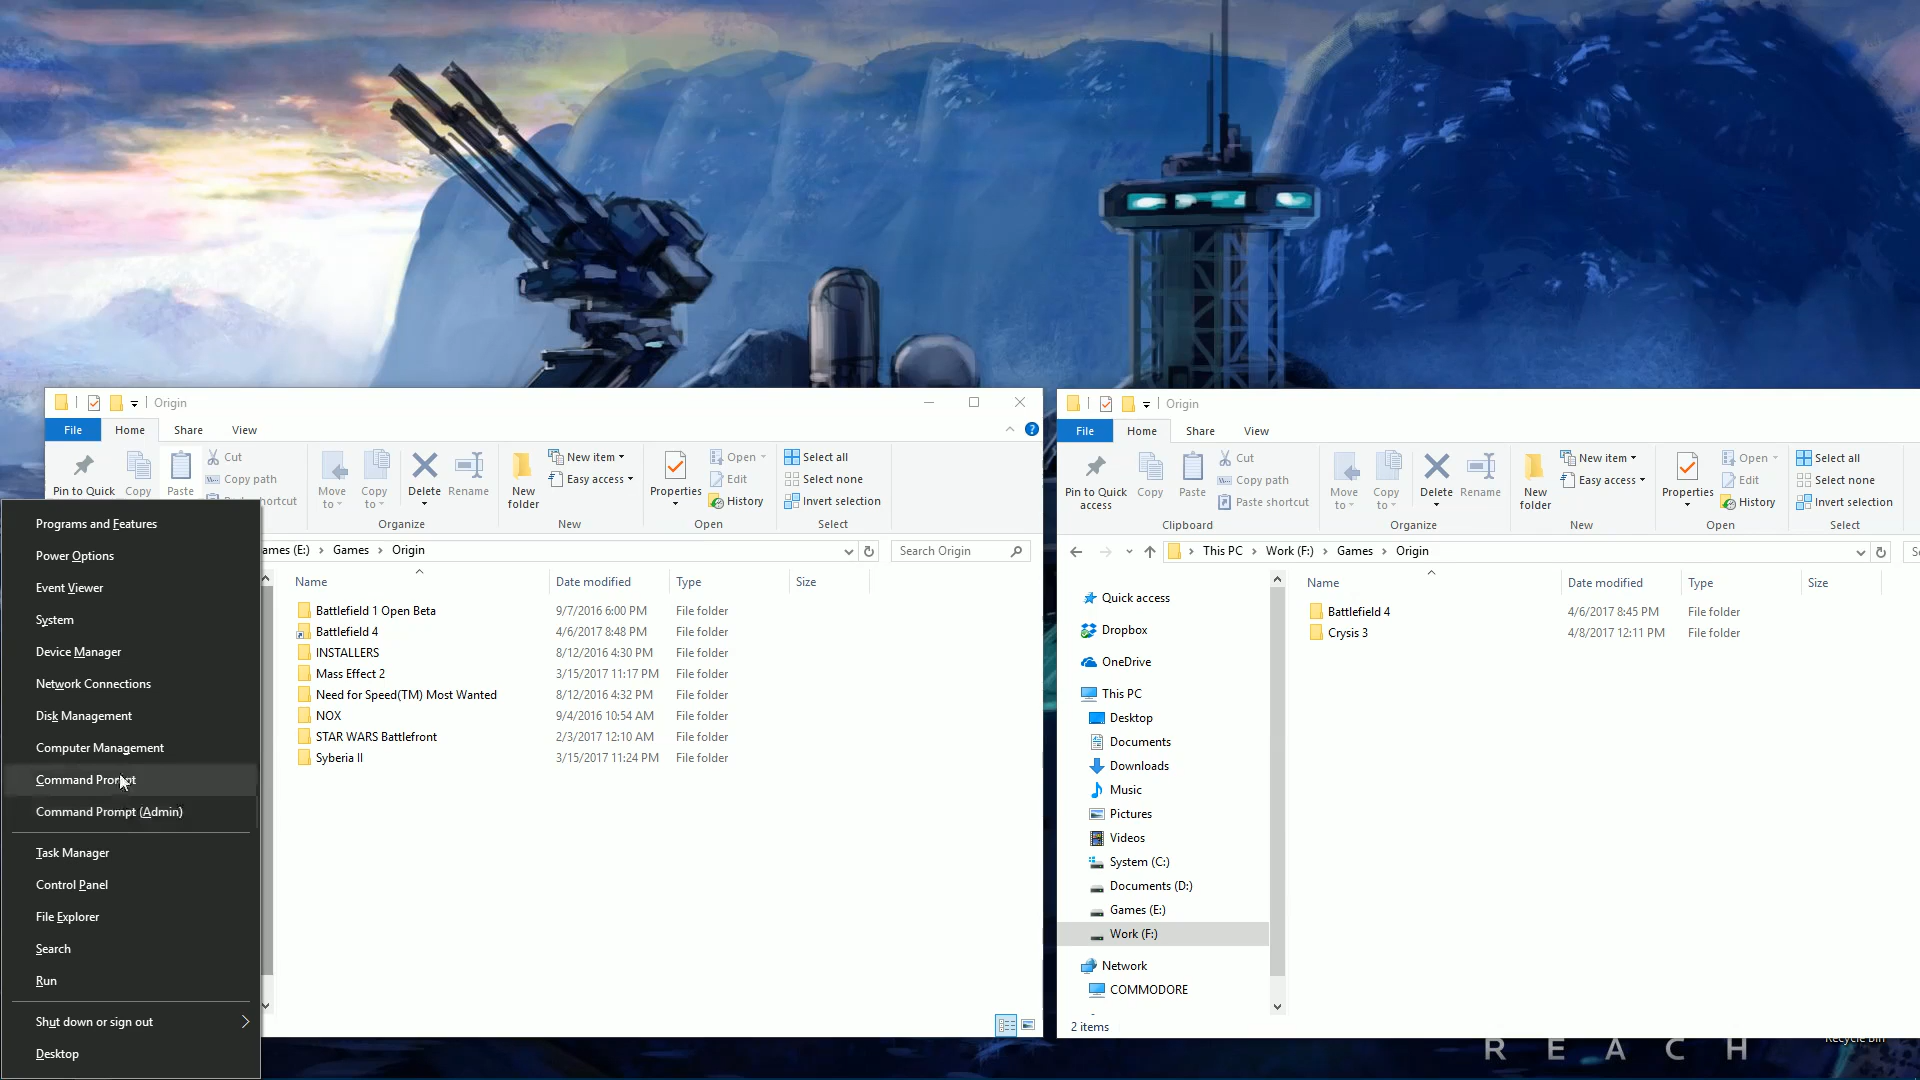 Origin
File
Home
Share
View
Pin to Quick
Copy
Paste
Cut
Copy path
Move
to
Copy
to
Delete
Rename
New
folder
New item
Easy access
Properties
Open
Edit
History
Select all
Select none
Invert selection
Organize
New
Open
Select
ames (E:)
Games
Origin
Search Origin
Name
Date modified
Type
Size
Battlefield 1 Open Beta 9/7/2016 6:00 PM File folder
Battlefield 4 4/6/2017 8:48 PM File folder
INSTALLERS 8/12/2016 4:30 PM File folder
Mass Effect 2 3/15/2017 11:17 PM File folder
Need for Speed(TM) Most Wanted 8/12/2016 4:32 PM File folder
NOX 9/4/2016 10:54 AM File folder
STAR WARS Battlefront 2/3/2017 12:10 AM File folder
Syberia II 3/15/2017 11:24 PM File folder
Programs and Features
Power Options
Event Viewer
System
Device Manager
Network Connections
Disk Management
Computer Management
Command Prompt
Command Prompt (Admin)
Task Manager
Control Panel
File Explorer
Search
Run
Shut down or sign out
Desktop
Origin
File
Home
Share
View
Pin to Quick
access
Copy
Paste
Cut
Copy path
Paste shortcut
Clipboard
Move
to
Copy
to
Delete
Rename
Organize
New
folder
New item
Easy access
New
Properties
Open
Edit
History
Open
Select all
Select none
Invert selection
Select
This PC
Work (F:)
Games
Origin
Name
Date modified
Type
Size
Battlefield 4 4/6/2017 8:45 PM File folder
Crysis 3 4/8/2017 12:11 PM File folder
Quick access
Dropbox
OneDrive
This PC
Desktop
Documents
Downloads
Music
Pictures
Videos
System (C:)
Documents (D:)
Games (E:)
Work (F:)
Network
COMMODORE
2 items
REACH
Recycle Bin